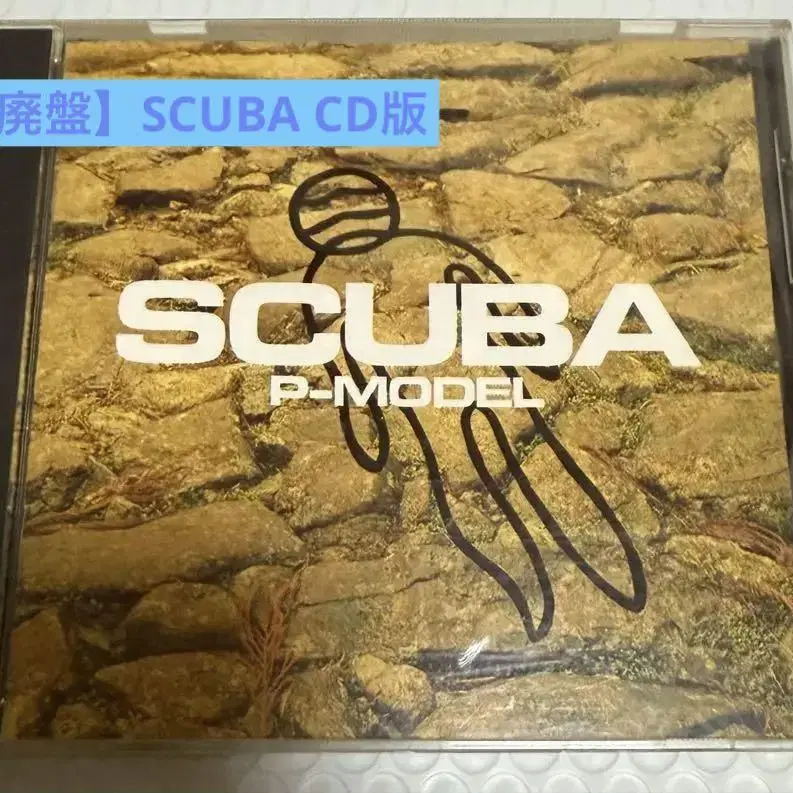 廃盤】 SCUBA CD版
SCUBA
P-MODEL